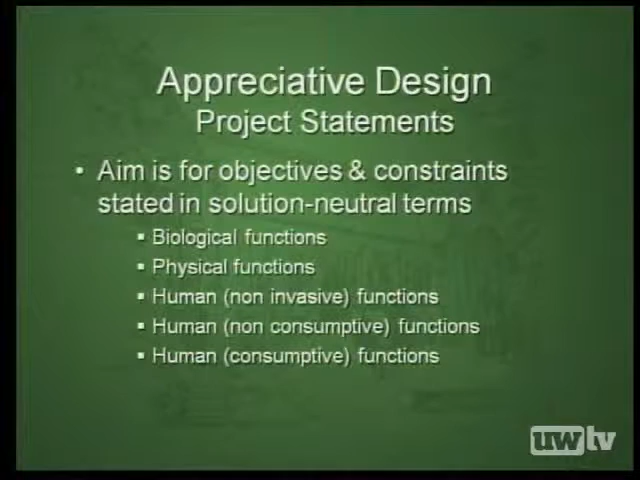 Appreciative Design
Project Statements
• Aim is for objectives & constraints
stated in solution-neutral terms
▪ Biological functions
▪ Physical functions
▪ Human (non invasive) functions
▪ Human (non consumptive) functions
▪ Human (consumptive) functions
uwtv